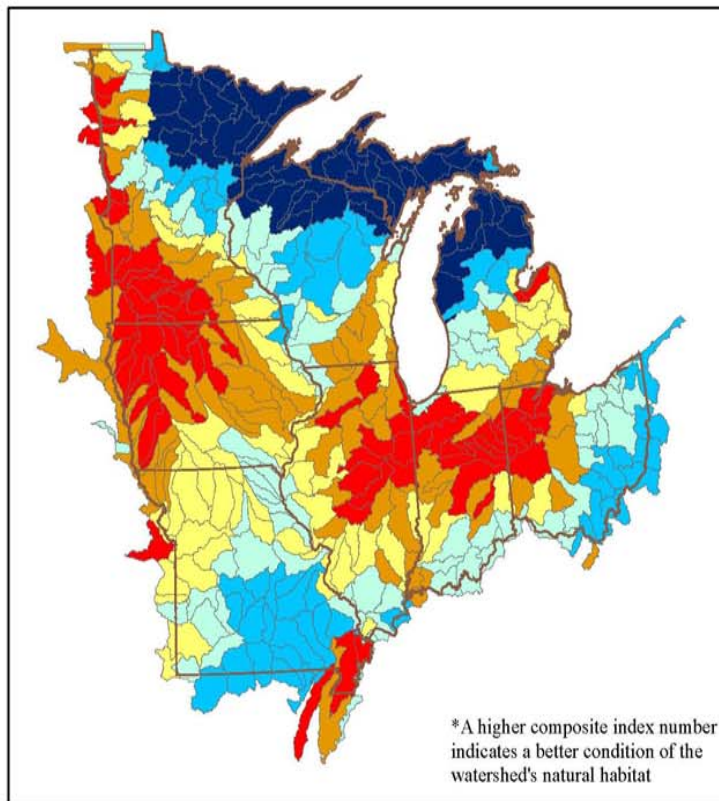 *A higher composite index number
indicates a better condition of the
watershed's natural habitat